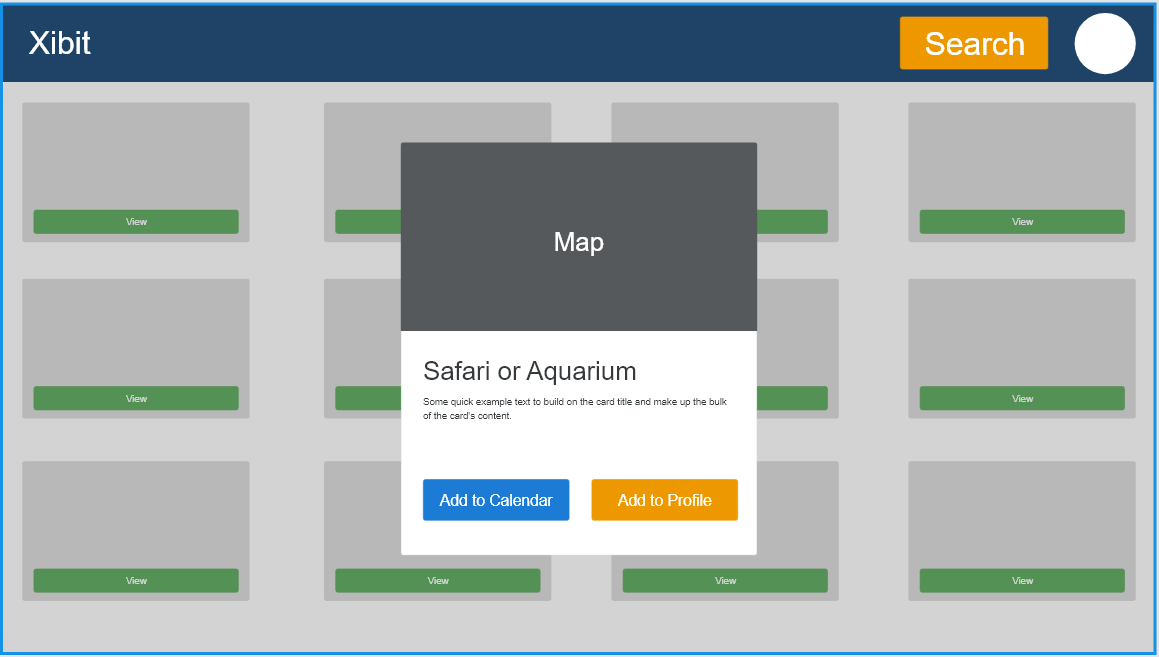 Xibit
Search
View
View
Map
View
View
Safari or Aquarium
Some quick example text to build on the card title and make up the bulk
of the card's content.
Add to Calendar
Add to Profile
View
View
View
View